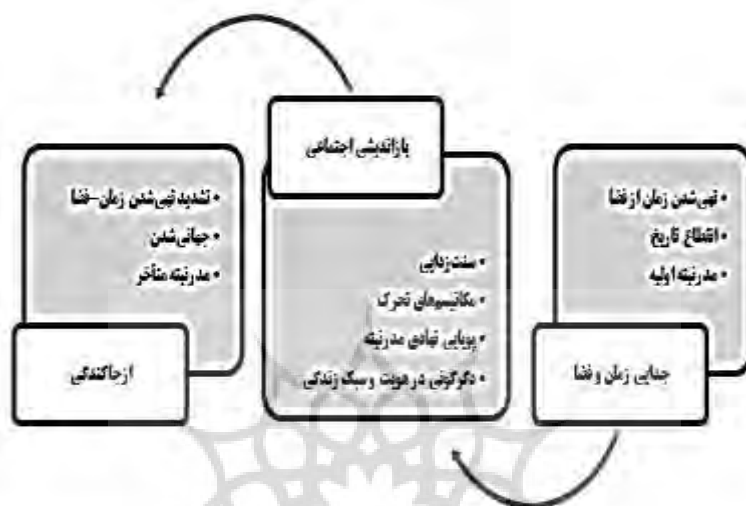 • تهی‌شدن زمان از فضا
• انقطاع تاریخ
• مدرنیته اولیه
جدایی زمان و فضا
بازاندیشی اجتماعی
• سنت‌زدایی
• مکانیسم‌های تحرک
• پویایی نهادی مدرنیته
• دگرگونی در هویت و سبک زندگی
• تشدید تهی‌شدن زمان-فضا
• جهانی‌شدن
• مدرنیته متأخر
ازجاکندگی